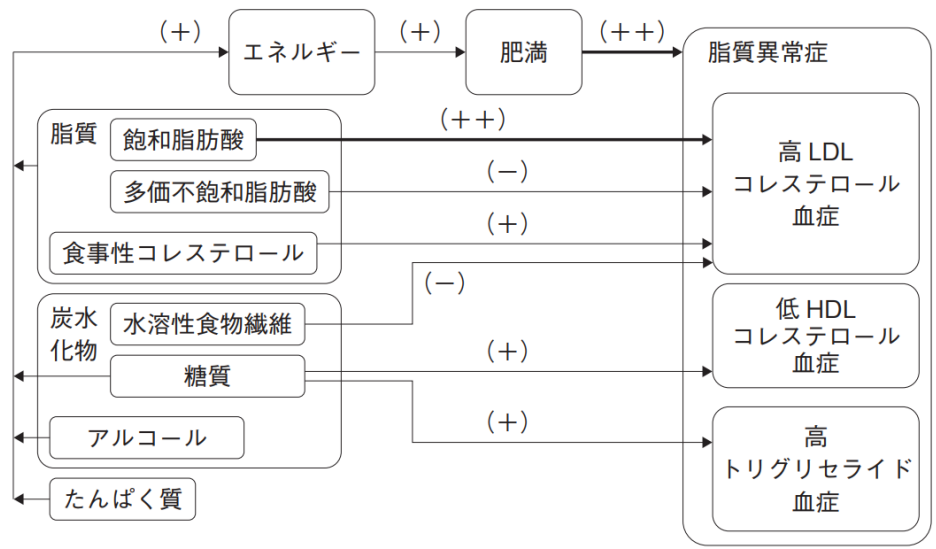 (+)
エネルギー
(+)
肥満
(++)
脂質異常症
脂質
飽和脂肪酸
(++)
多価不飽和脂肪酸
(−)
食事性コレステロール
(+)
高 LDL
コレステロール
血症
(−)
炭水
化物
水溶性食物繊維
糖質
(+)
低 HDL
コレステロール
血症
アルコール
(+)
高
トリグリセライド
血症
たんぱく質